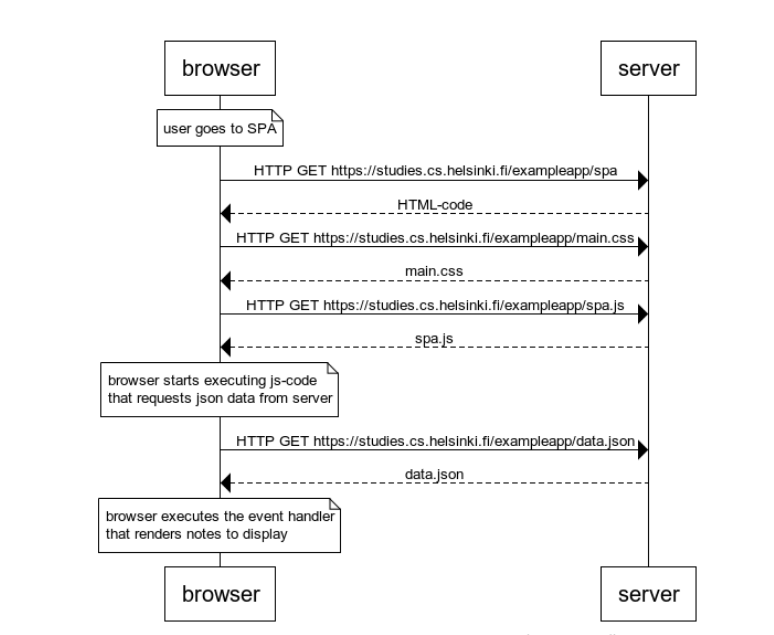 browser
server
user goes to SPA
HTTP GET https://studies.cs.helsinki.fi/exampleapp/spa
HTML-code
HTTP GET https://studies.cs.helsinki.fi/exampleapp/main.css
main.css
HTTP GET https://studies.cs.helsinki.fi/exampleapp/spa.js
spa.js
browser starts executing js-code
that requests json data from server
HTTP GET https://studies.cs.helsinki.fi/exampleapp/data.json
data.json
browser executes the event handler
that renders notes to display
browser
server